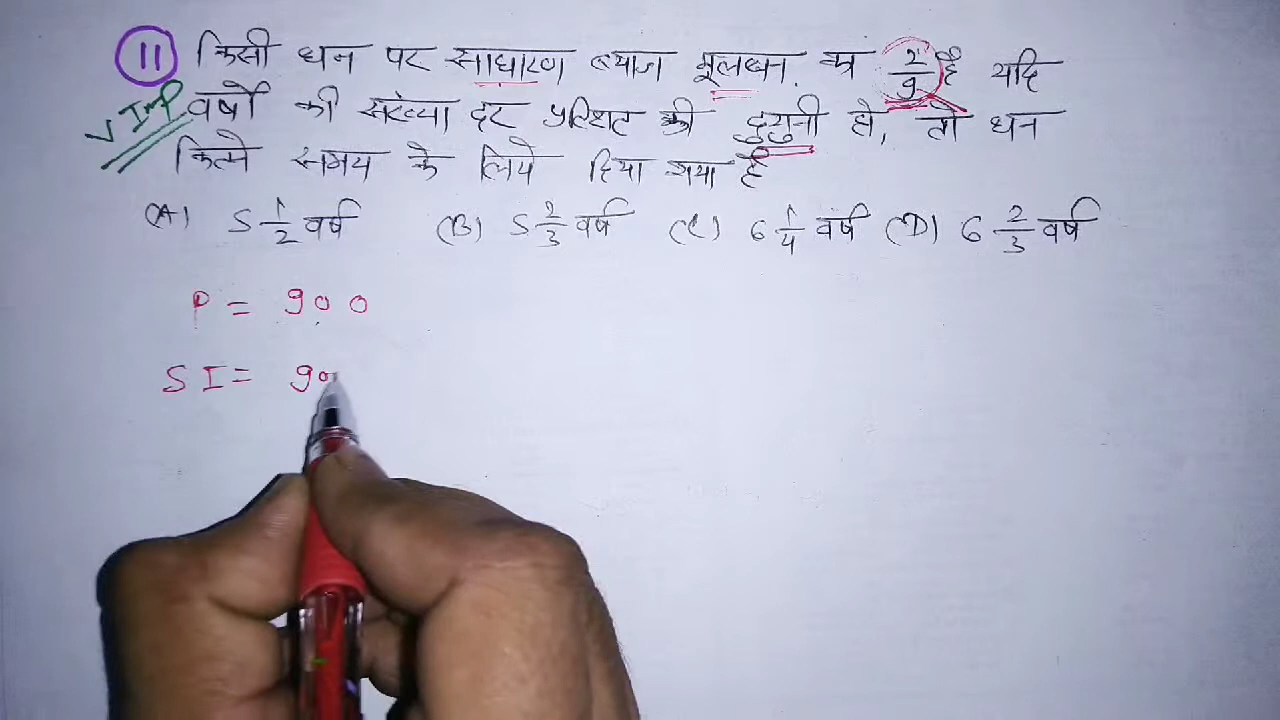 11 किसी धन पर साधारण ब्याज मूलधन का 2/9 है यदि
✓ Imp वर्षो की संख्या दर प्रतिशत की दुगुनी हो, तो धन
कितने समय के लिये दिया गया है
(A) 5 1/2 वर्ष (B) 5 2/3 वर्ष (C) 6 1/4 वर्ष (D) 6 2/3 वर्ष
P = 900
SI = 90